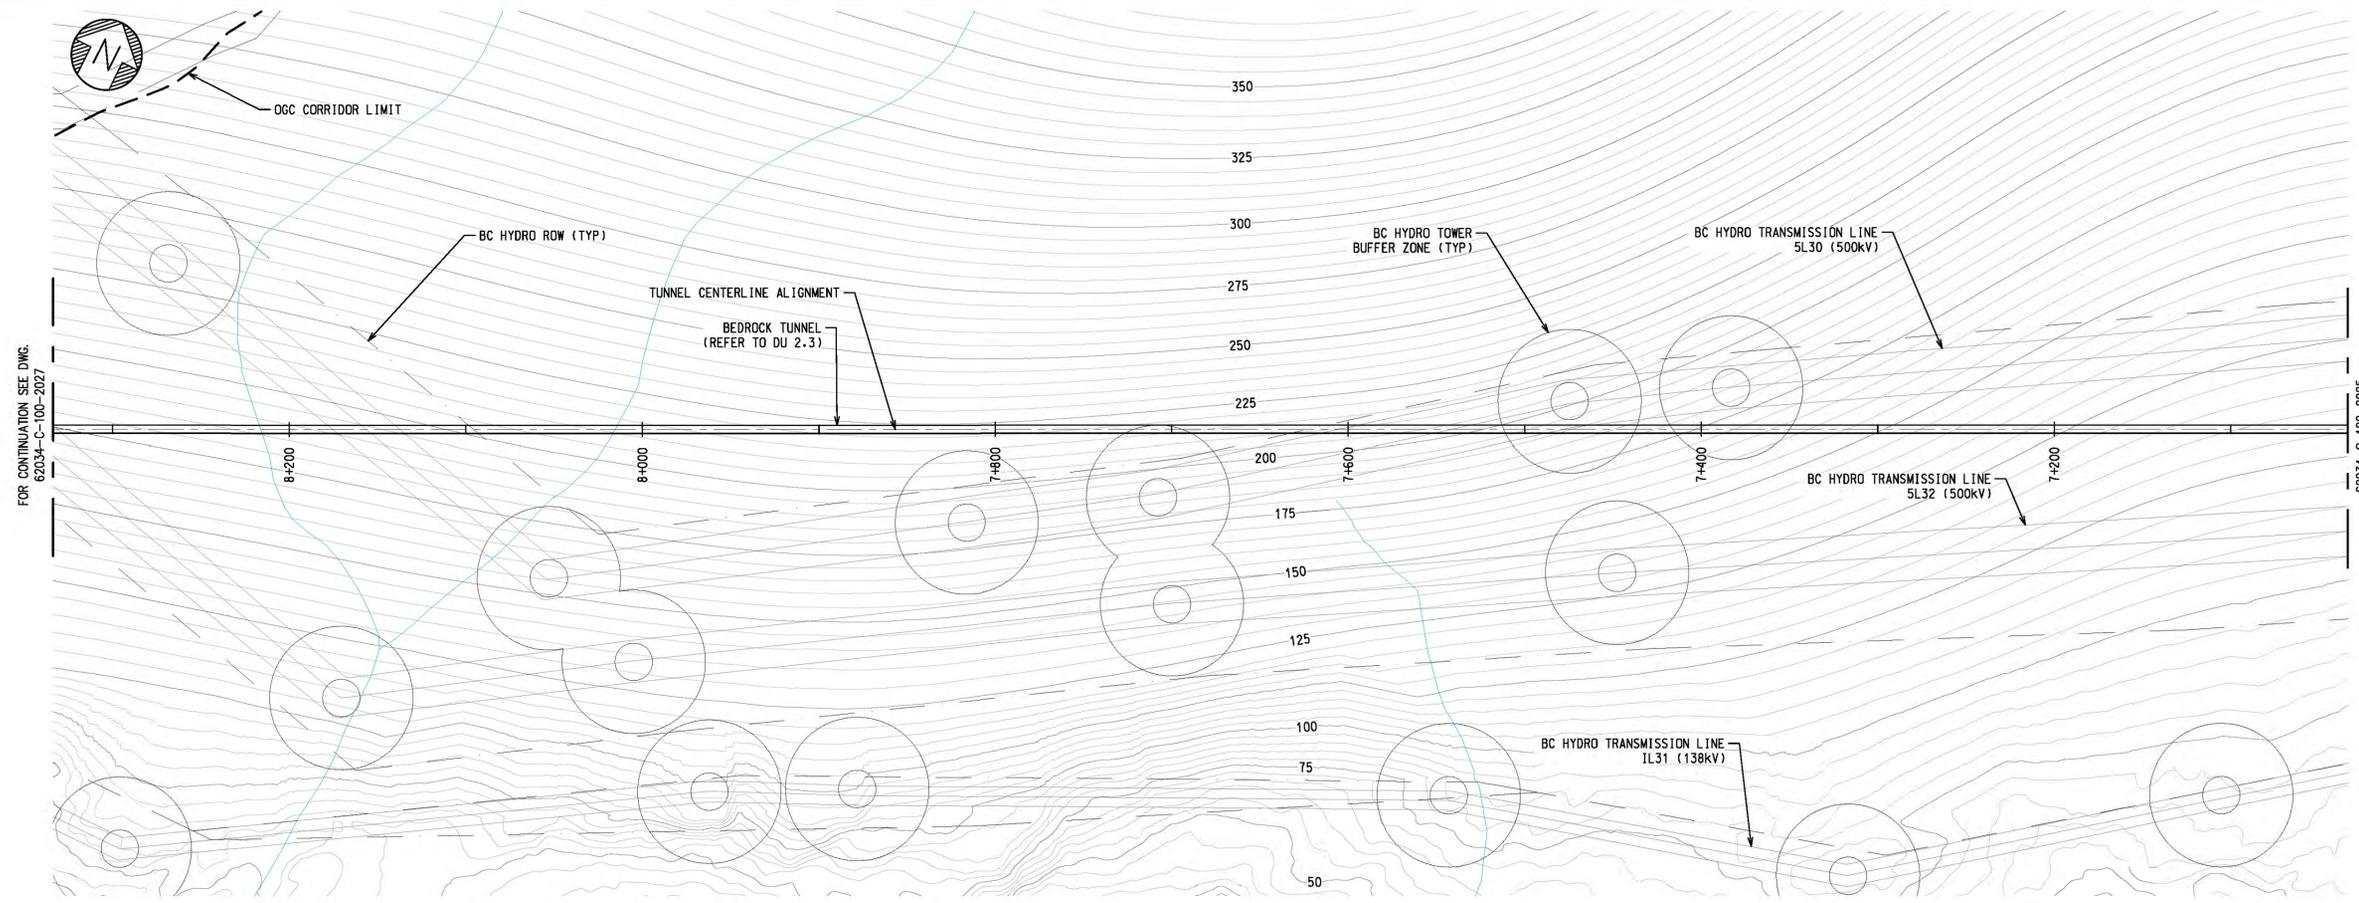 N
OGC CORRIDOR LIMIT
350
325
300
275
250
225
200
175
150
125
100
75
50
BC HYDRO ROW (TYP)
BC HYDRO TOWER
BUFFER ZONE (TYP)
BC HYDRO TRANSMISSION LINE
5L30 (500kV)
TUNNEL CENTERLINE ALIGNMENT
BEDROCK TUNNEL
(REFER TO DU 2.3)
FOR CONTINUATION SEE DWG.
62034-C-100-2027
8+200
8+000
7+800
7+600
7+400
7+200
BC HYDRO TRANSMISSION LINE
5L32 (500kV)
BC HYDRO TRANSMISSION LINE
IL31 (138kV)